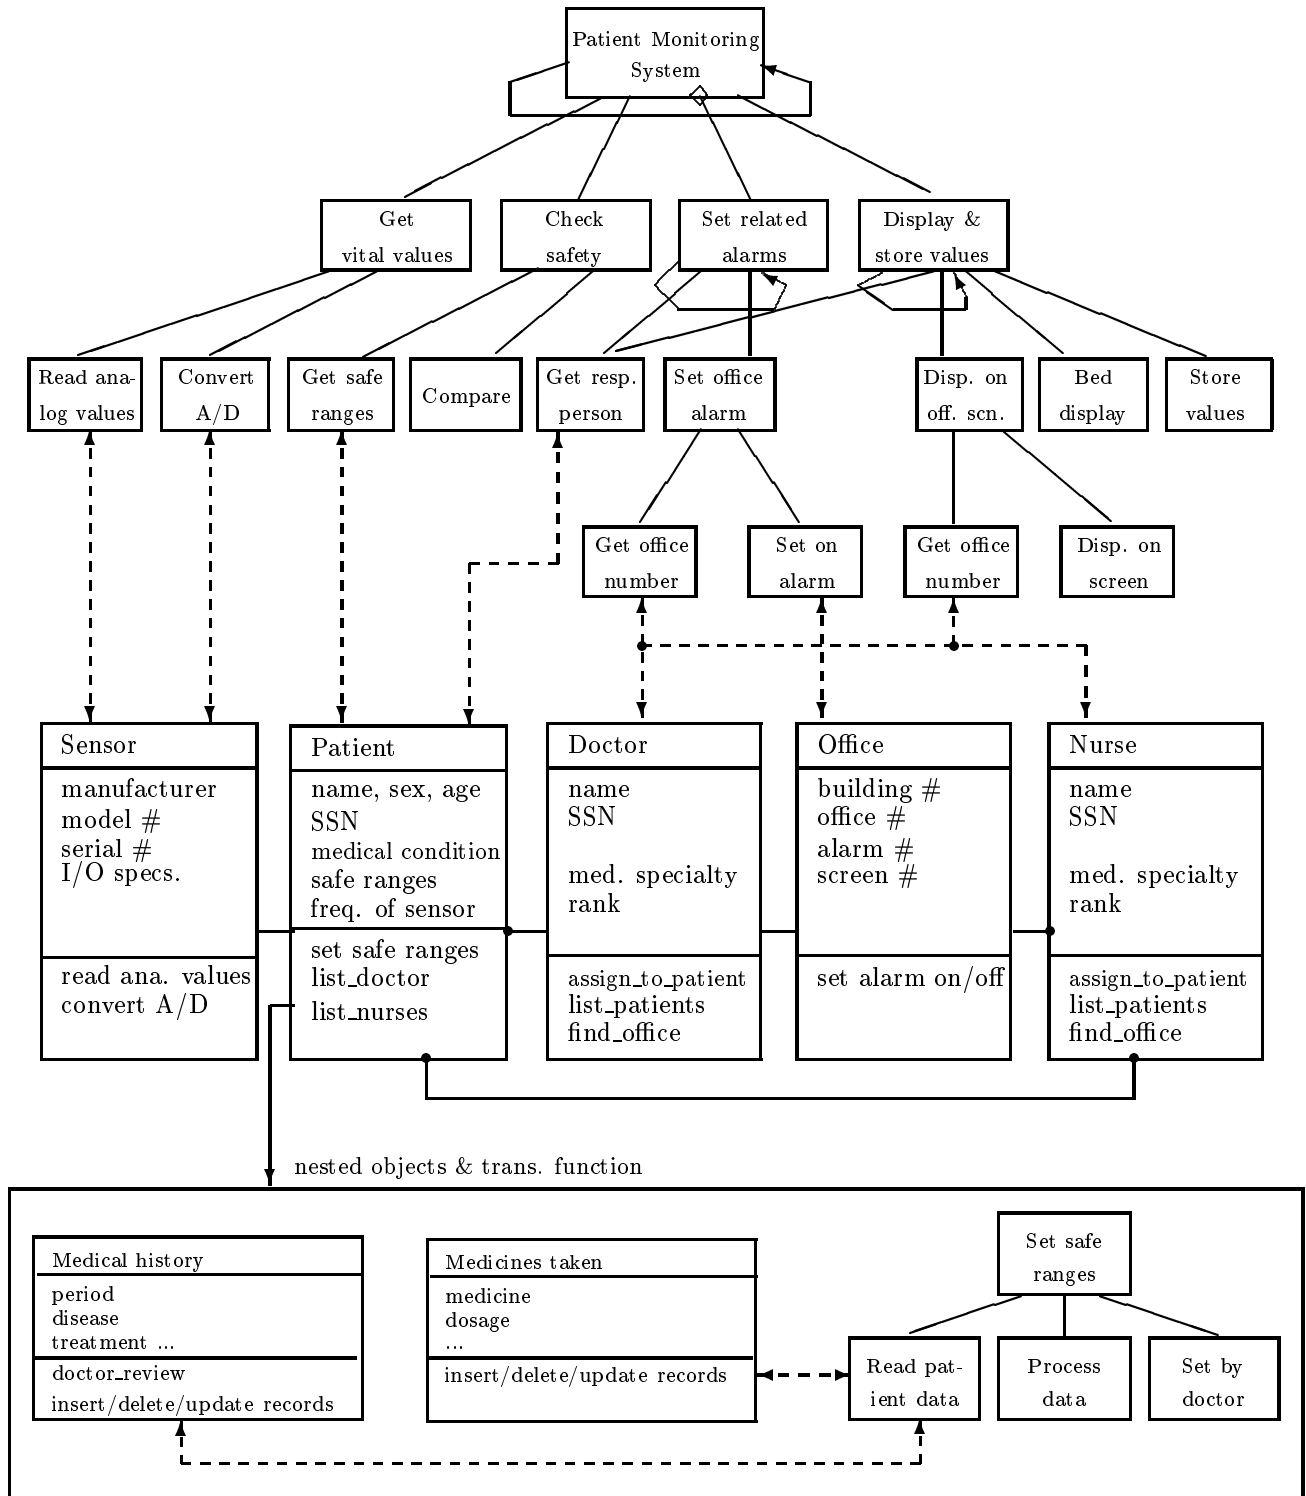 Patient Monitoring
System
Get
vital values
Check
safety
Set related
alarms
Display &
store values
Read ana-
log values
Convert
A/D
Get safe
ranges
Compare
Get resp.
person
Set office
alarm
Disp. on
off. scn.
Bed
display
Store
values
Get office
number
Set on
alarm
Get office
number
Disp. on
screen
Sensor
manufacturer
model #
serial #
I/O specs.
read ana. values
convert A/D
Patient
name, sex, age
SSN
medical condition
safe ranges
freq. of sensor
set safe ranges
list_doctor
list_nurses
Doctor
name
SSN
med. specialty
rank
assign_to_patient
list_patients
find_office
Office
building #
office #
alarm #
screen #
set alarm on/off
Nurse
name
SSN
med. specialty
rank
assign_to_patient
list_patients
find_office
nested objects & trans. function
Medical history
period
disease
treatment ...
doctor_review
insert/delete/update records
Medicines taken
medicine
dosage
...
insert/delete/update records
Set safe
ranges
Read pat-
ient data
Process
data
Set by
doctor